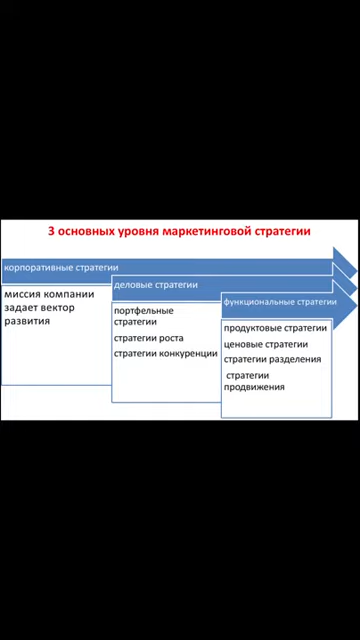 3 основных уровня маркетинговой стратегии
корпоративные стратегии
миссия компании
задает вектор
развития
деловые стратегии
портфельные
стратегии
стратегии роста
стратегии конкуренции
функциональные стратегии
продуктовые стратегии
ценовые стратегии
стратегии разделения
стратегии
продвижения